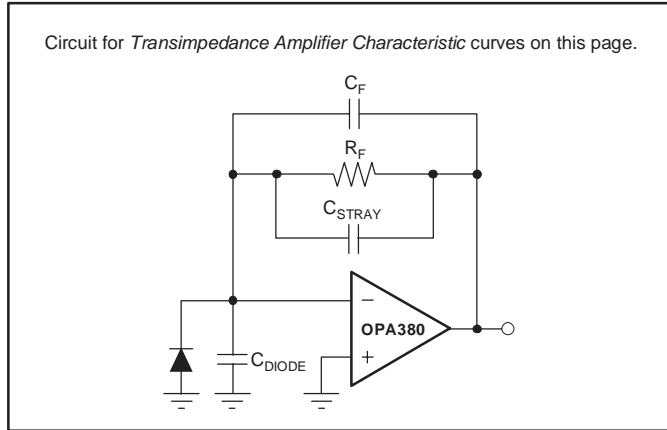 Circuit for Transimpedance Amplifier Characteristic curves on this page.
CF
RF
CSTRAY
−
OPA380
+
CDIODE